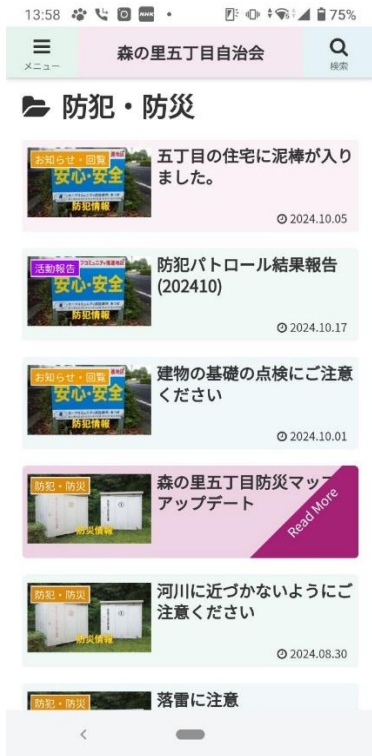 13:58
75%
メニュー
森の里五丁目自治会
検索
防犯・防災
お知らせ・回覧
安心・安全
防犯情報
五丁目の住宅に泥棒が入り
ました。
2024.10.05
活動報告
安心・安全
防犯情報
防犯パトロール結果報告
(202410)
2024.10.17
お知らせ・回覧
安心・安全
防犯情報
建物の基礎の点検にご注意
ください
2024.10.01
防犯・防災
防災情報
森の里五丁目防災マップ
アップデート
Read More
防犯・防災
防災情報
河川に近づかないようにご
注意ください
2024.08.30
防犯・防災
落雷に注意